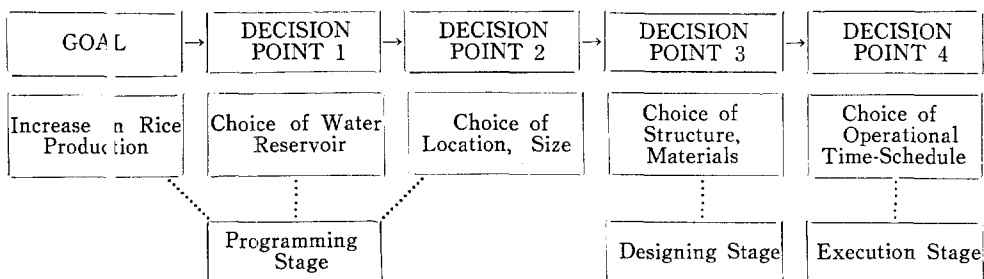 GOAL → DECISION POINT 1 → DECISION POINT 2 → DECISION POINT 3 → DECISION POINT 4
Increase in Rice Production
Choice of Water Reservoir
Choice of Location, Size
Choice of Structure, Materials
Choice of Operational Time-Schedule
Programming Stage
Designing Stage
Execution Stage